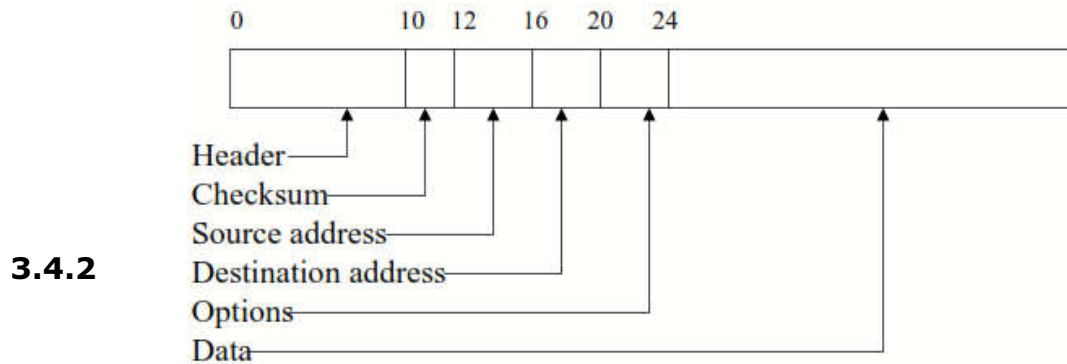 0 10 12 16 20 24
Header
Checksum
Source address
3.4.2
Destination address
Options
Data